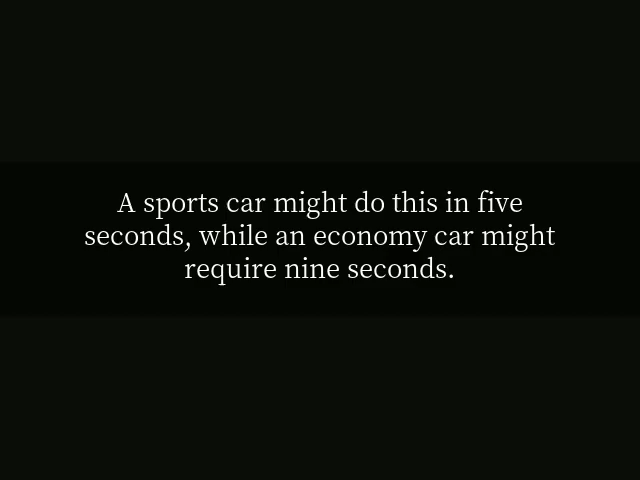 A sports car might do this in five
seconds, while an economy car might
require nine seconds.